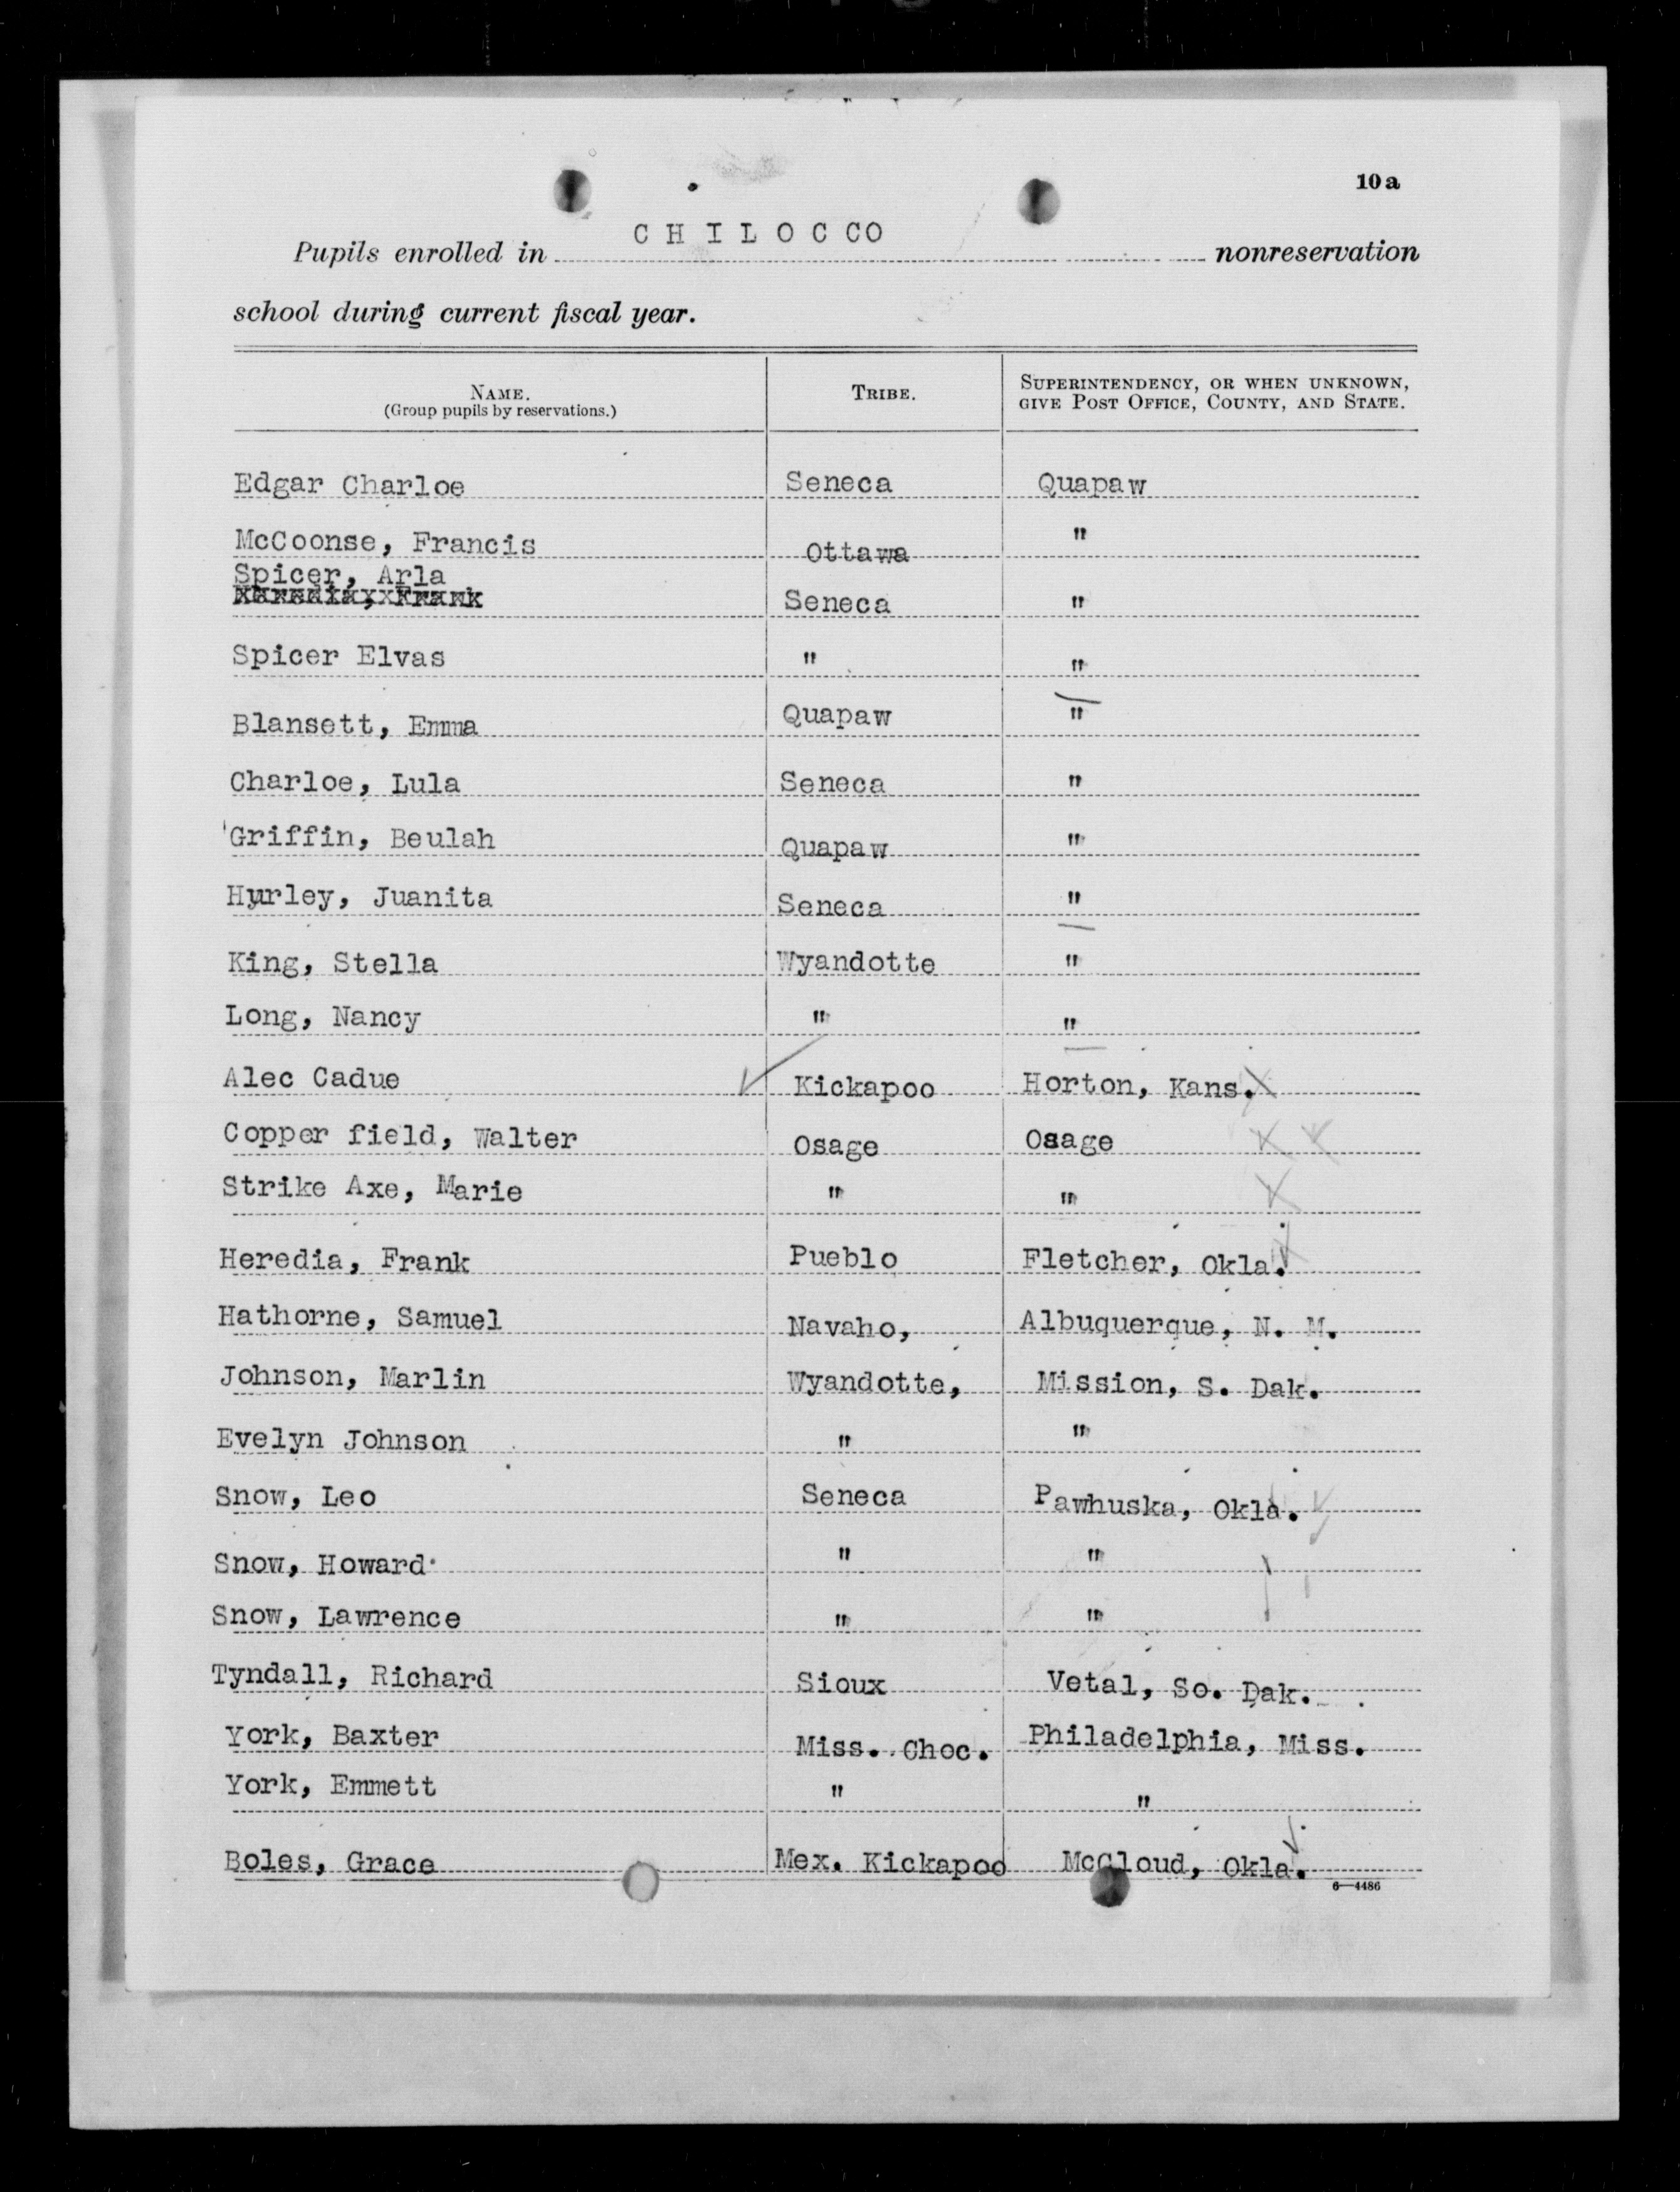 10 a
Pupils enrolled in CHILOCCO nonreservation
school during current fiscal year.
NAME. TRIBE. SUPERINTENDENCY, OR WHEN UNKNOWN,
(Group pupils by reservations.) GIVE POST OFFICE, COUNTY, AND STATE.
Edgar Charloe Seneca Quapaw
McCoonse, Francis Ottawa "
Spicer, Arla
Heredia, Frank Seneca "
Spicer Elvas " "
Blansett, Emma Quapaw "
Charloe, Lula Seneca "
Griffin, Beulah Quapaw "
Hurley, Juanita Seneca "
King, Stella Wyandotte "
Long, Nancy " "
Alec Cadue Kickapoo Horton, Kans.
Copper field, Walter Osage Osage
Strike Axe, Marie " "
Heredia, Frank Pueblo Fletcher, Okla.
Hathorne, Samuel Navaho, Albuquerque, N. M.
Johnson, Marlin Wyandotte, Mission, S. Dak.
Evelyn Johnson " "
Snow, Leo Seneca Pawhuska, Okla.
Snow, Howard " "
Snow, Lawrence " "
Tyndall, Richard Sioux Vetal, So. Dak.
York, Baxter Miss. Choc. Philadelphia, Miss.
York, Emmett " "
Boles, Grace Mex. Kickapoo McCloud, Okla.
6—4486